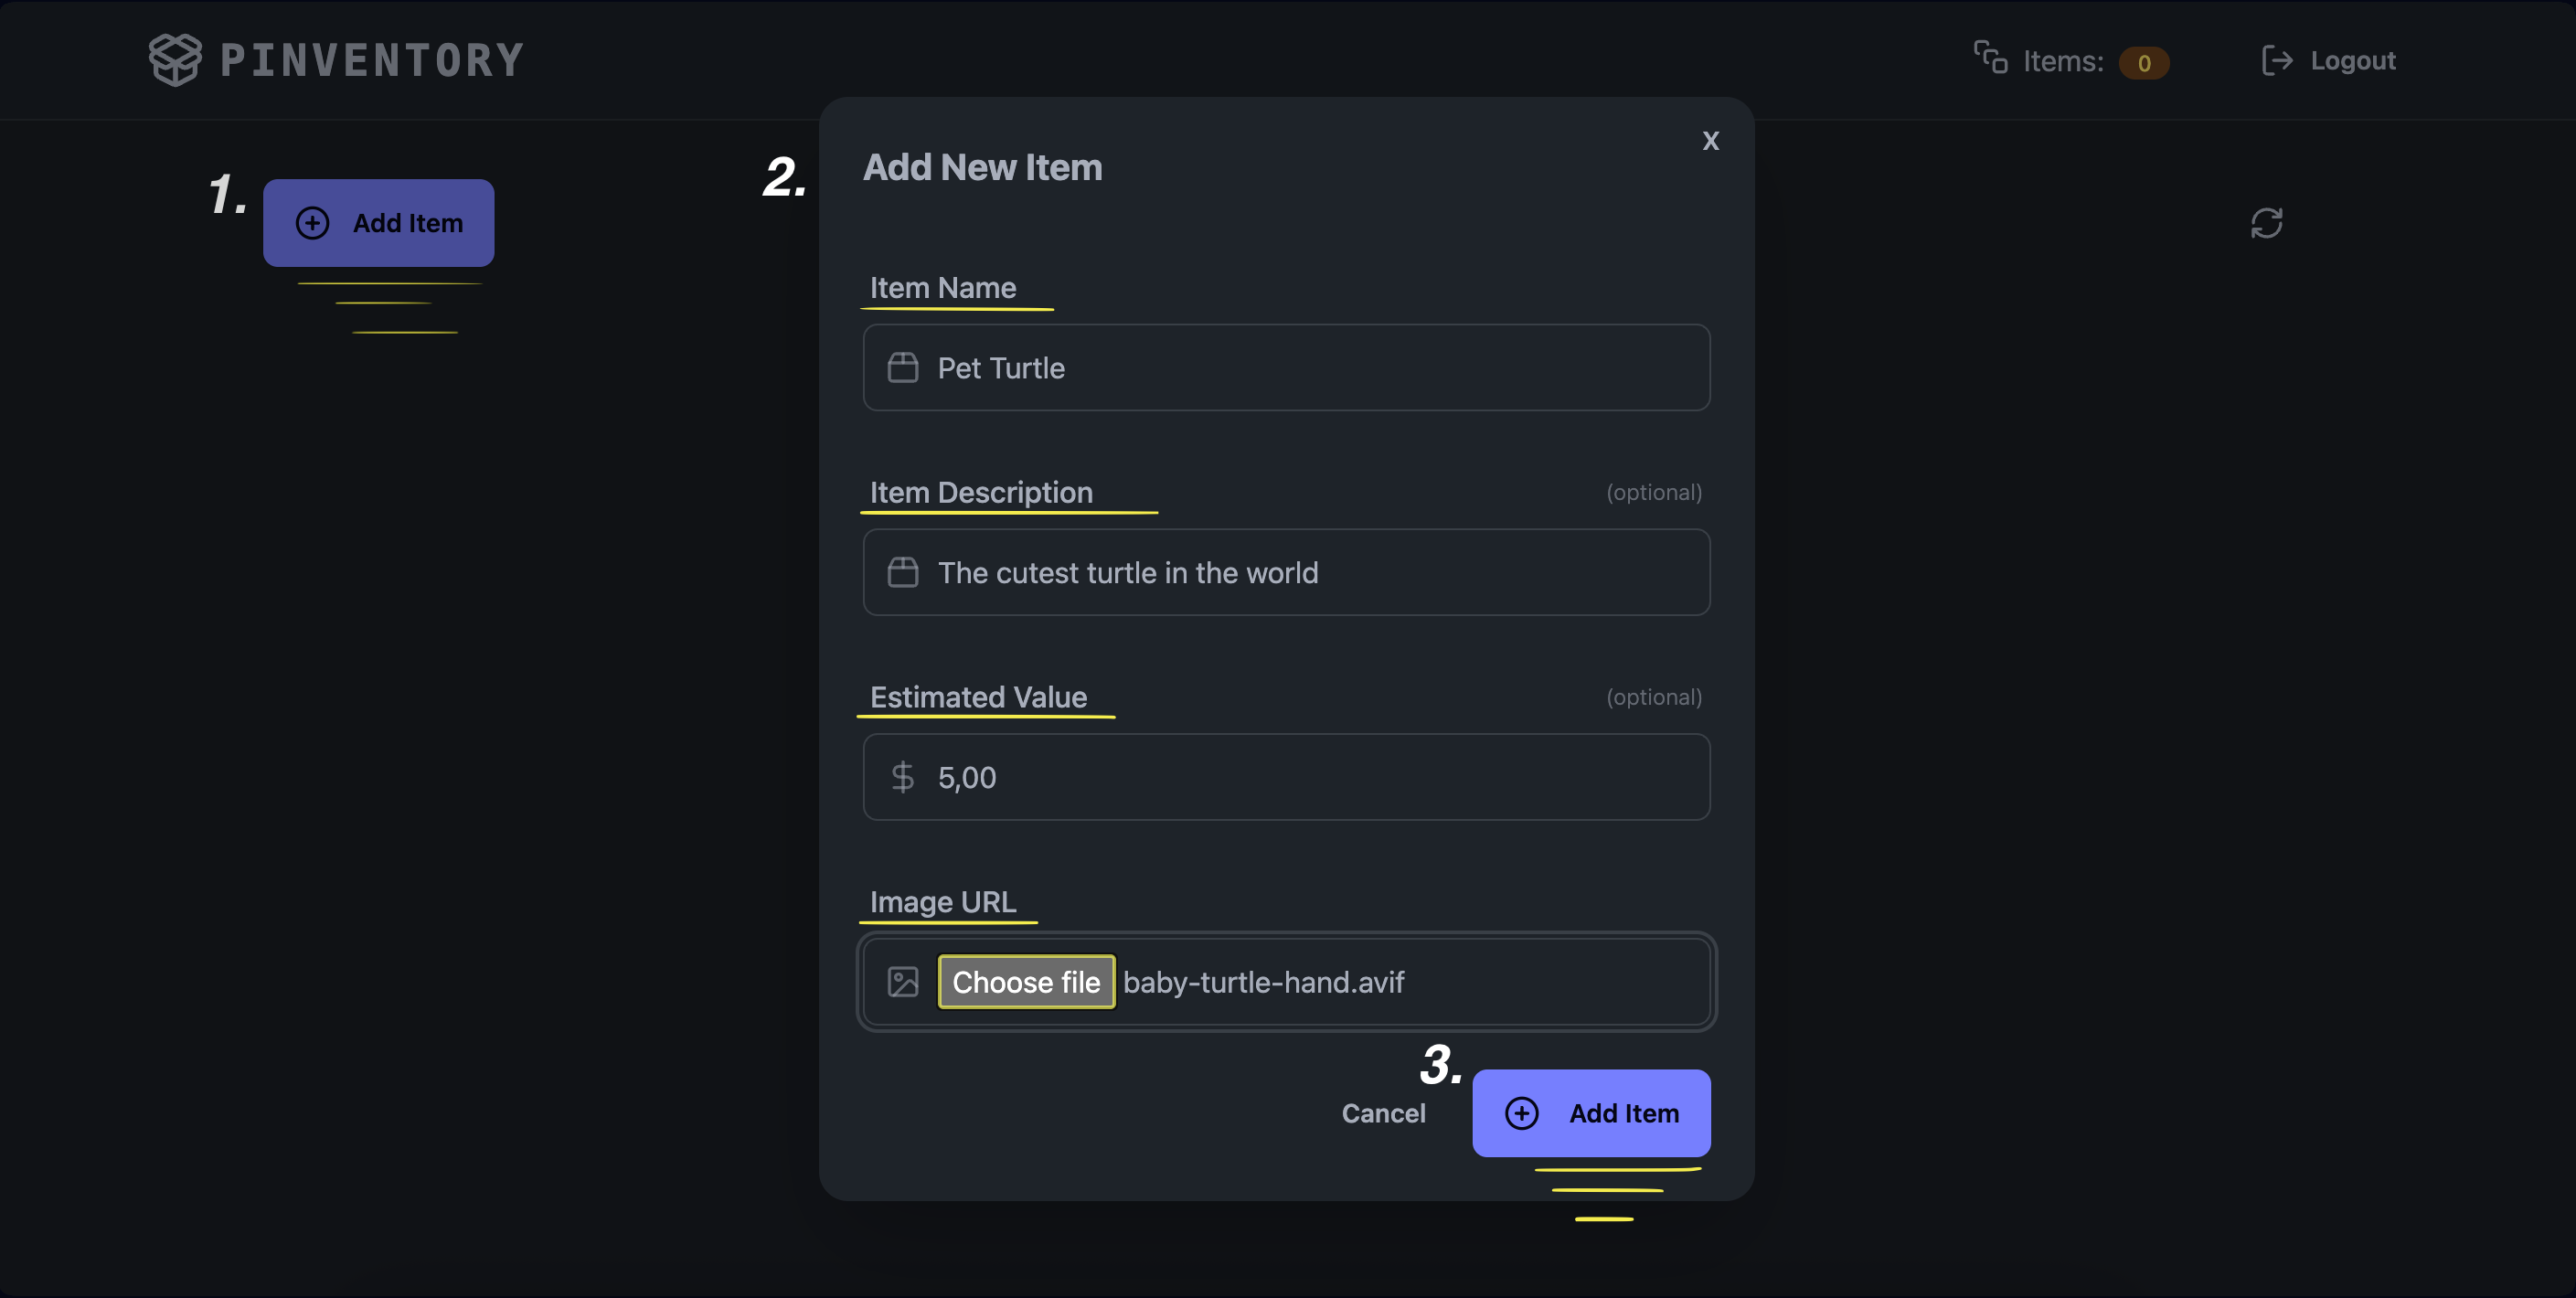 PINVENTORY
Items: 0
Logout
1.
Add Item
2.
Add New Item
X
Item Name
Pet Turtle
Item Description
(optional)
The cutest turtle in the world
Estimated Value
(optional)
$ 5,00
Image URL
Choose file baby-turtle-hand.avif
3.
Cancel
Add Item